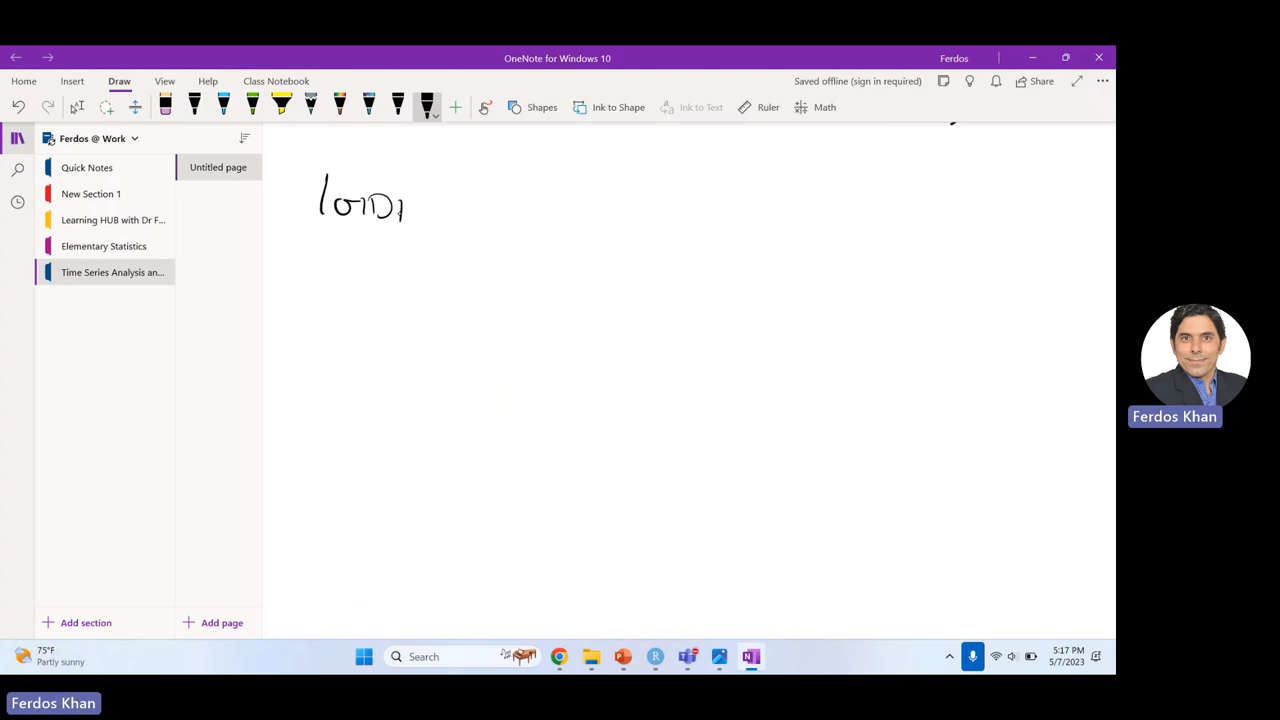 OneNote for Windows 10
Ferdos
Home Insert Draw View Help Class Notebook
Saved offline (sign in required)
Share
Shapes
Ink to Shape
Ink to Text
Ruler
Math
Ferdos @ Work
Quick Notes
New Section 1
Learning HUB with Dr F...
Elementary Statistics
Time Series Analysis an...
Untitled page
Add section
Add page
Ferdos Khan
75°F
Partly sunny
Search
5:17 PM
5/7/2023
Ferdos Khan